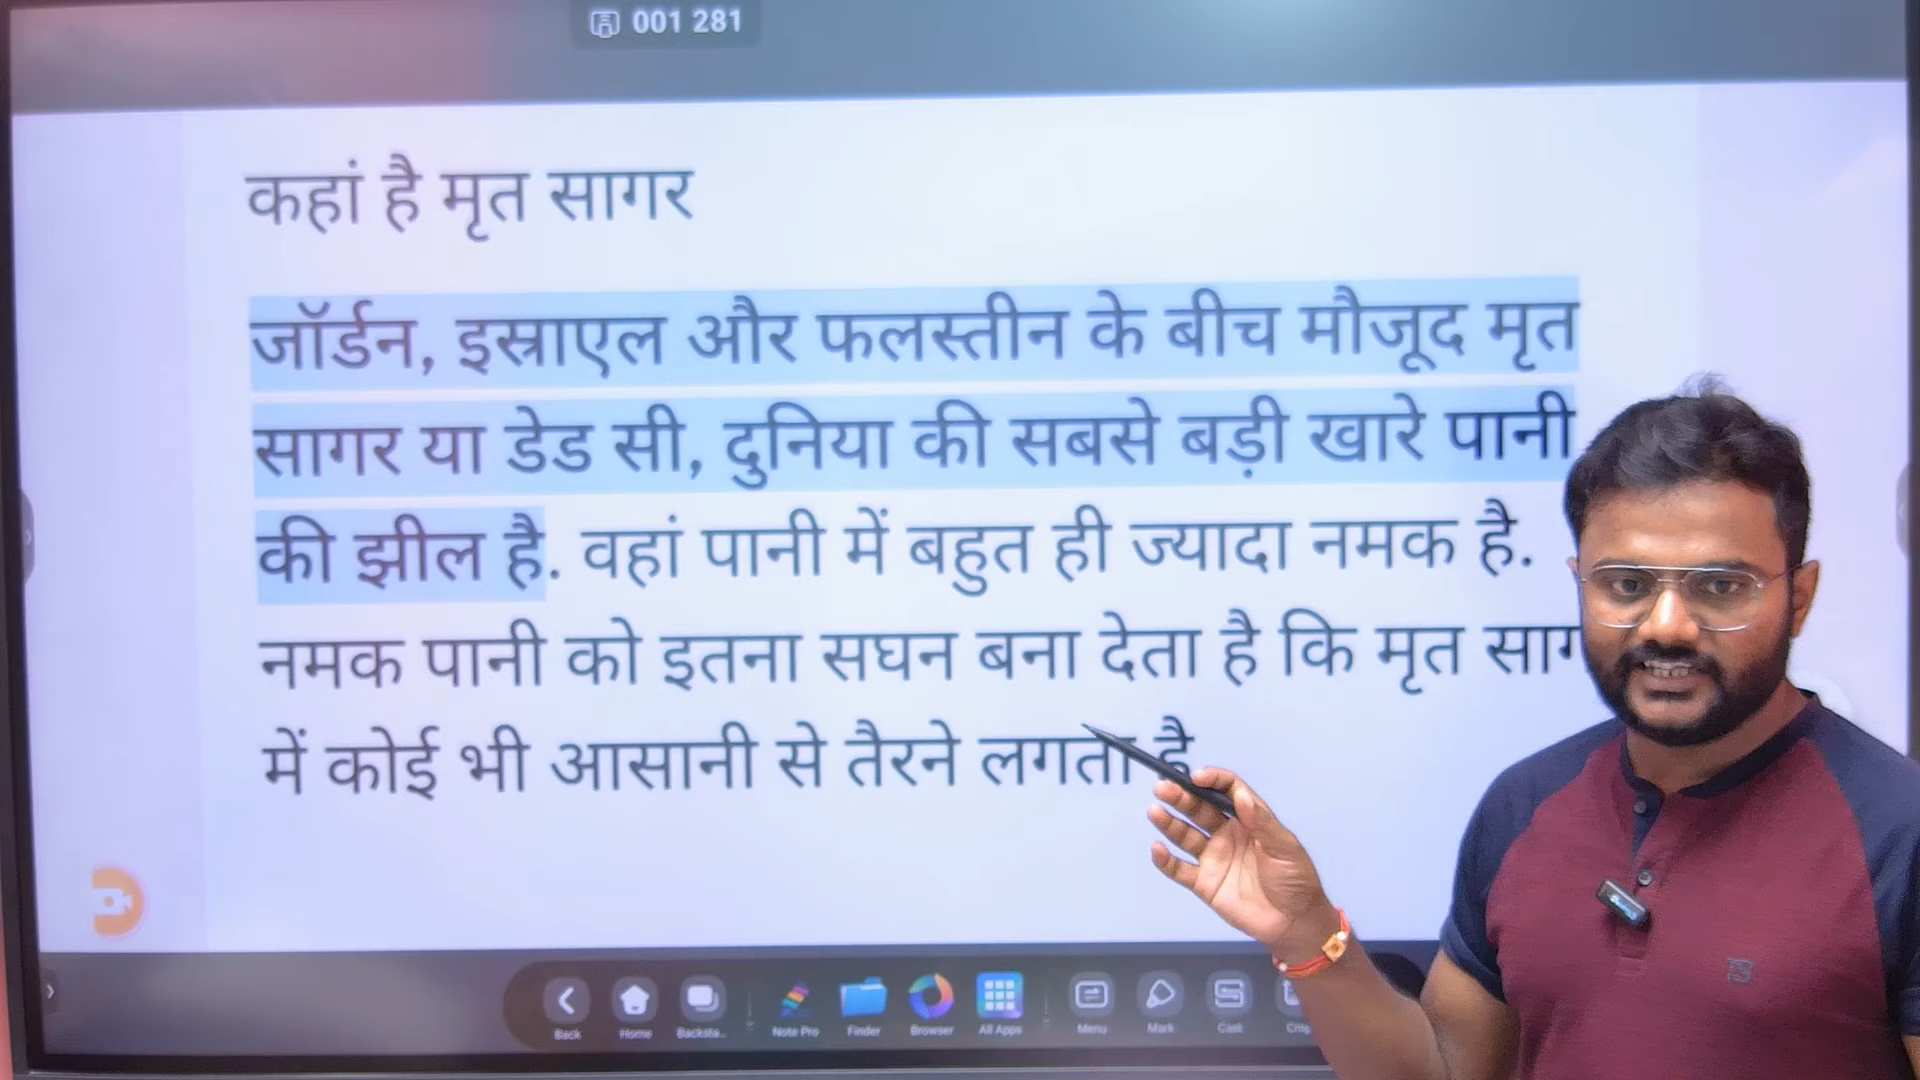 001 281
कहां है मृत सागर
जॉर्डन, इस्राएल और फलस्तीन के बीच मौजूद मृत
सागर या डेड सी, दुनिया की सबसे बड़ी खारे पानी
की झील है. वहां पानी में बहुत ही ज्यादा नमक है.
नमक पानी को इतना सघन बना देता है कि मृत साग
में कोई भी आसानी से तैरने लगता है
Back Home Backsta... Note Pro Finder Browser All Apps Menu Mark Cast